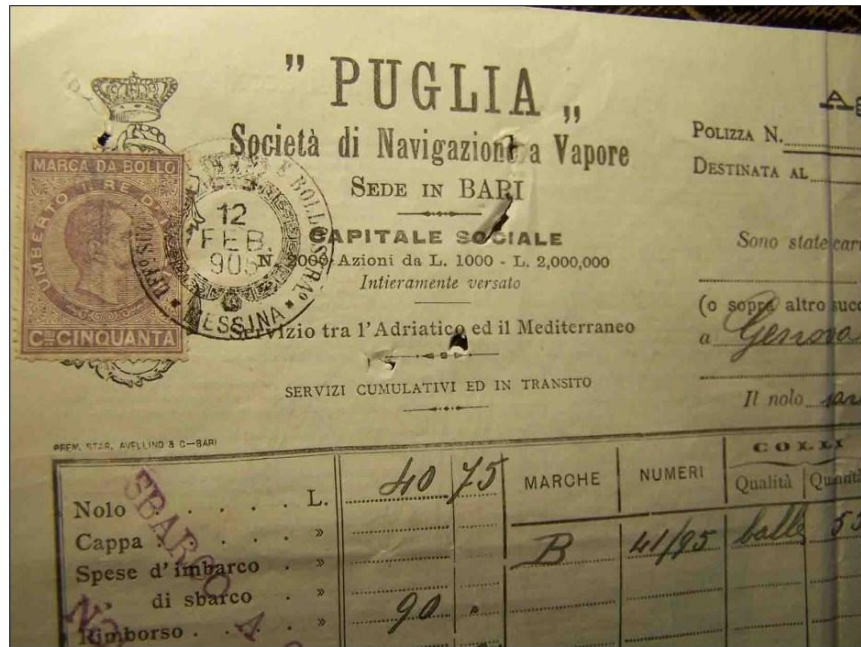 " PUGLIA „
Società di Navigazione a Vapore
SEDE IN BARI
CAPITALE SOCIALE
N. 2000 Azioni da L. 1000 - L. 2,000,000
Intieramente versato
Servizio tra l'Adriatico ed il Mediterraneo
SERVIZI CUMULATIVI ED IN TRANSITO
MARCA DA BOLLO
UMBERTO I RE D'I
Cmi CINQUANTA
12
FEB.
905
MESSINA
PREM. STAB. AVELLINO & C-BARI
POLIZZA N.
DESTINATA AL
Sono state
(o sopra altro
a Genova
Il nolo
Nolo L. 40 75
Cappa »
Spese d'imbarco »
di sbarco »
Rimborso » 90
MARCHE NUMERI COLLI
Qualità
B 41/95 balle 55
SBARCO A